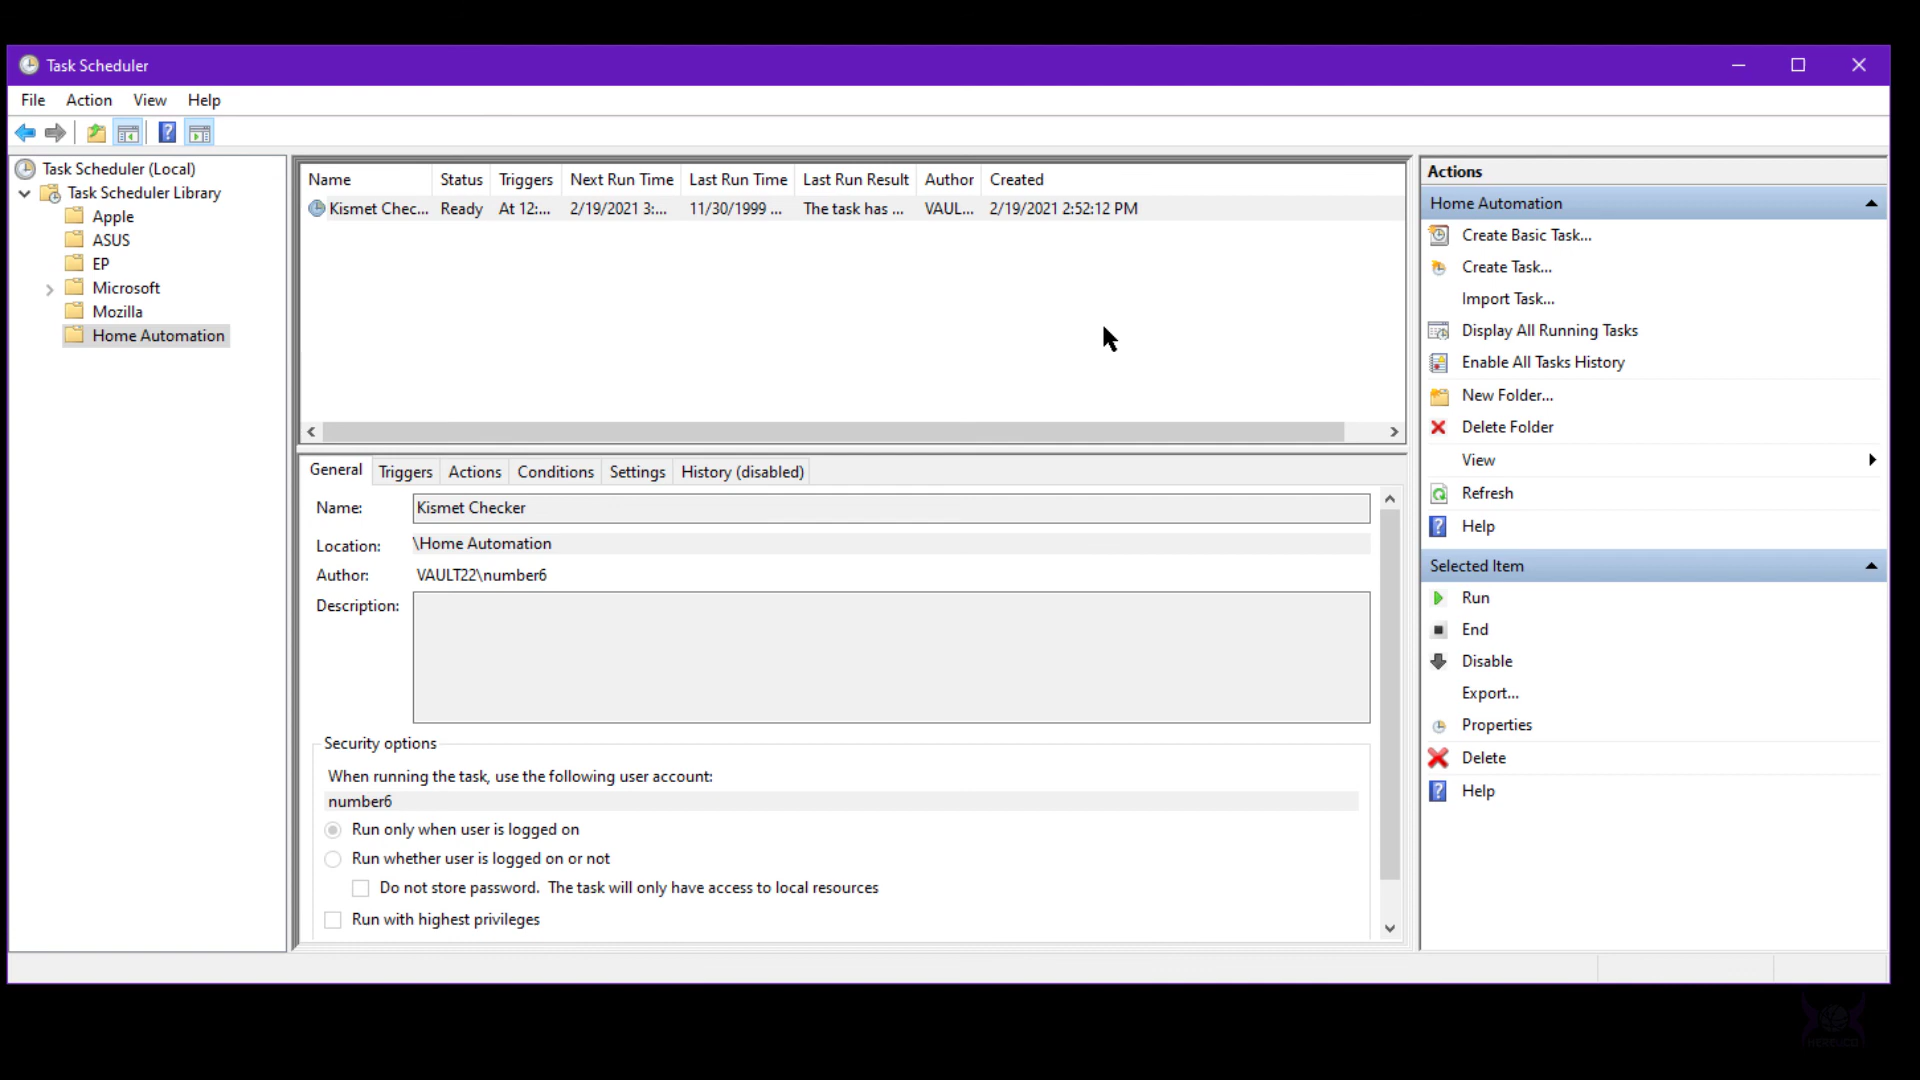 Task Scheduler
File Action View Help
Task Scheduler (Local)
Task Scheduler Library
Apple
ASUS
EP
Microsoft
Mozilla
Home Automation
Name Status Triggers Next Run Time Last Run Time Last Run Result Author Created
Kismet Chec... Ready At 12:... 2/19/2021 3:... 11/30/1999 ... The task has ... VAUL... 2/19/2021 2:52:12 PM
General Triggers Actions Conditions Settings History (disabled)
Name: Kismet Checker
Location: \Home Automation
Author: VAULT22\number6
Description:
Security options
When running the task, use the following user account:
number6
Run only when user is logged on
Run whether user is logged on or not
Do not store password. The task will only have access to local resources
Run with highest privileges
Actions
Home Automation
Create Basic Task...
Create Task...
Import Task...
Display All Running Tasks
Enable All Tasks History
New Folder...
Delete Folder
View
Refresh
Help
Selected Item
Run
End
Disable
Export...
Properties
Delete
Help